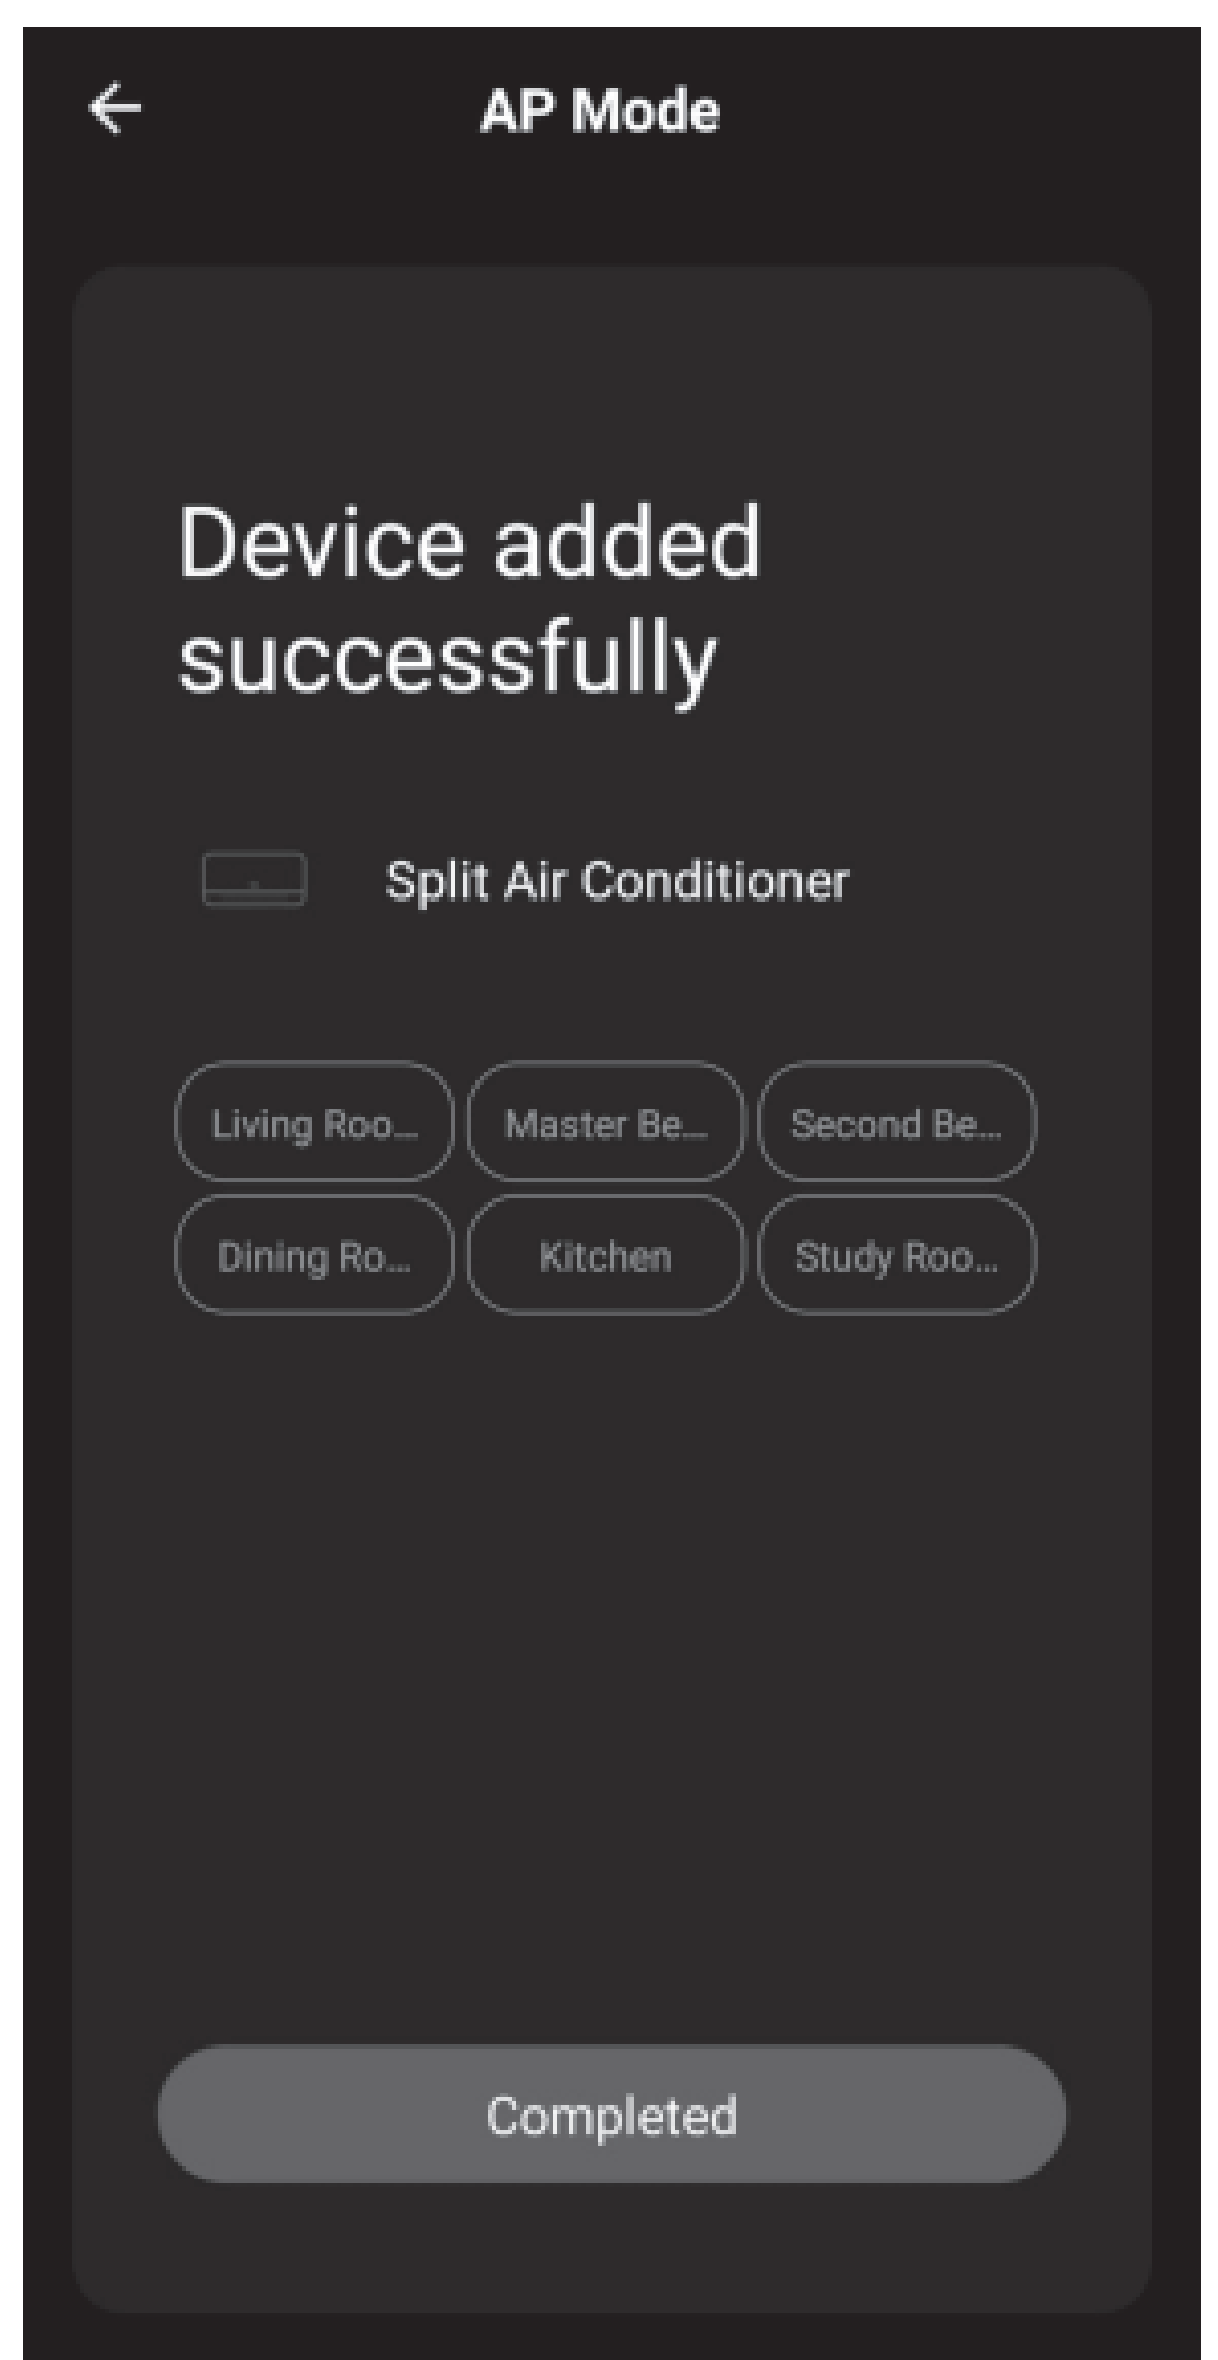 AP Mode
Device added
successfully
Split Air Conditioner
Living Roo...
Master Be...
Second Be...
Dining Ro...
Kitchen
Study Roo...
Completed